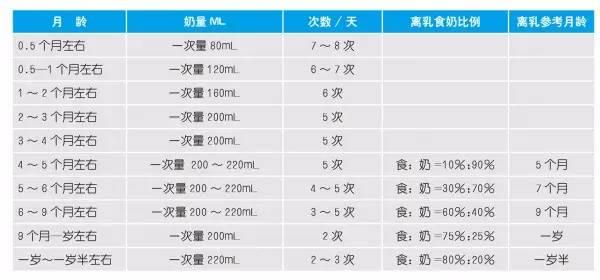 月 龄 奶量 ML 次数 / 天 离乳食奶比例 离乳参考月龄
0.5 个月左右 一次量 80mL 7 ～ 8 次
0.5—1 个月左右 一次量 120mL 6 ～ 7 次
1 ～ 2 个月左右 一次量 160mL 6次
2 ～ 3 个月左右 一次量 200mL 5 次
3 ～ 4 个月左右 一次量 200mL 5 次
4 ～ 5 个月左右 一次量 200 ～ 220mL 5 次 食：奶 =10%:90% 5 个月
5 ～ 6 个月左右 一次量 200 ～ 220mL 4 ～ 5 次 食：奶 =30%:70% 7 个月
6 ～ 9 个月左右 一次量 200 ～ 220mL 3 ～ 5 次 食：奶 =60%:40% 9 个月
9 个月—岁左右 一次量 200mL 2 次 食：奶 =75%:25% 一岁
一岁～一岁半左右 一次量 220mL 2 ～ 3 次 食：奶 =80%:20% 一岁半